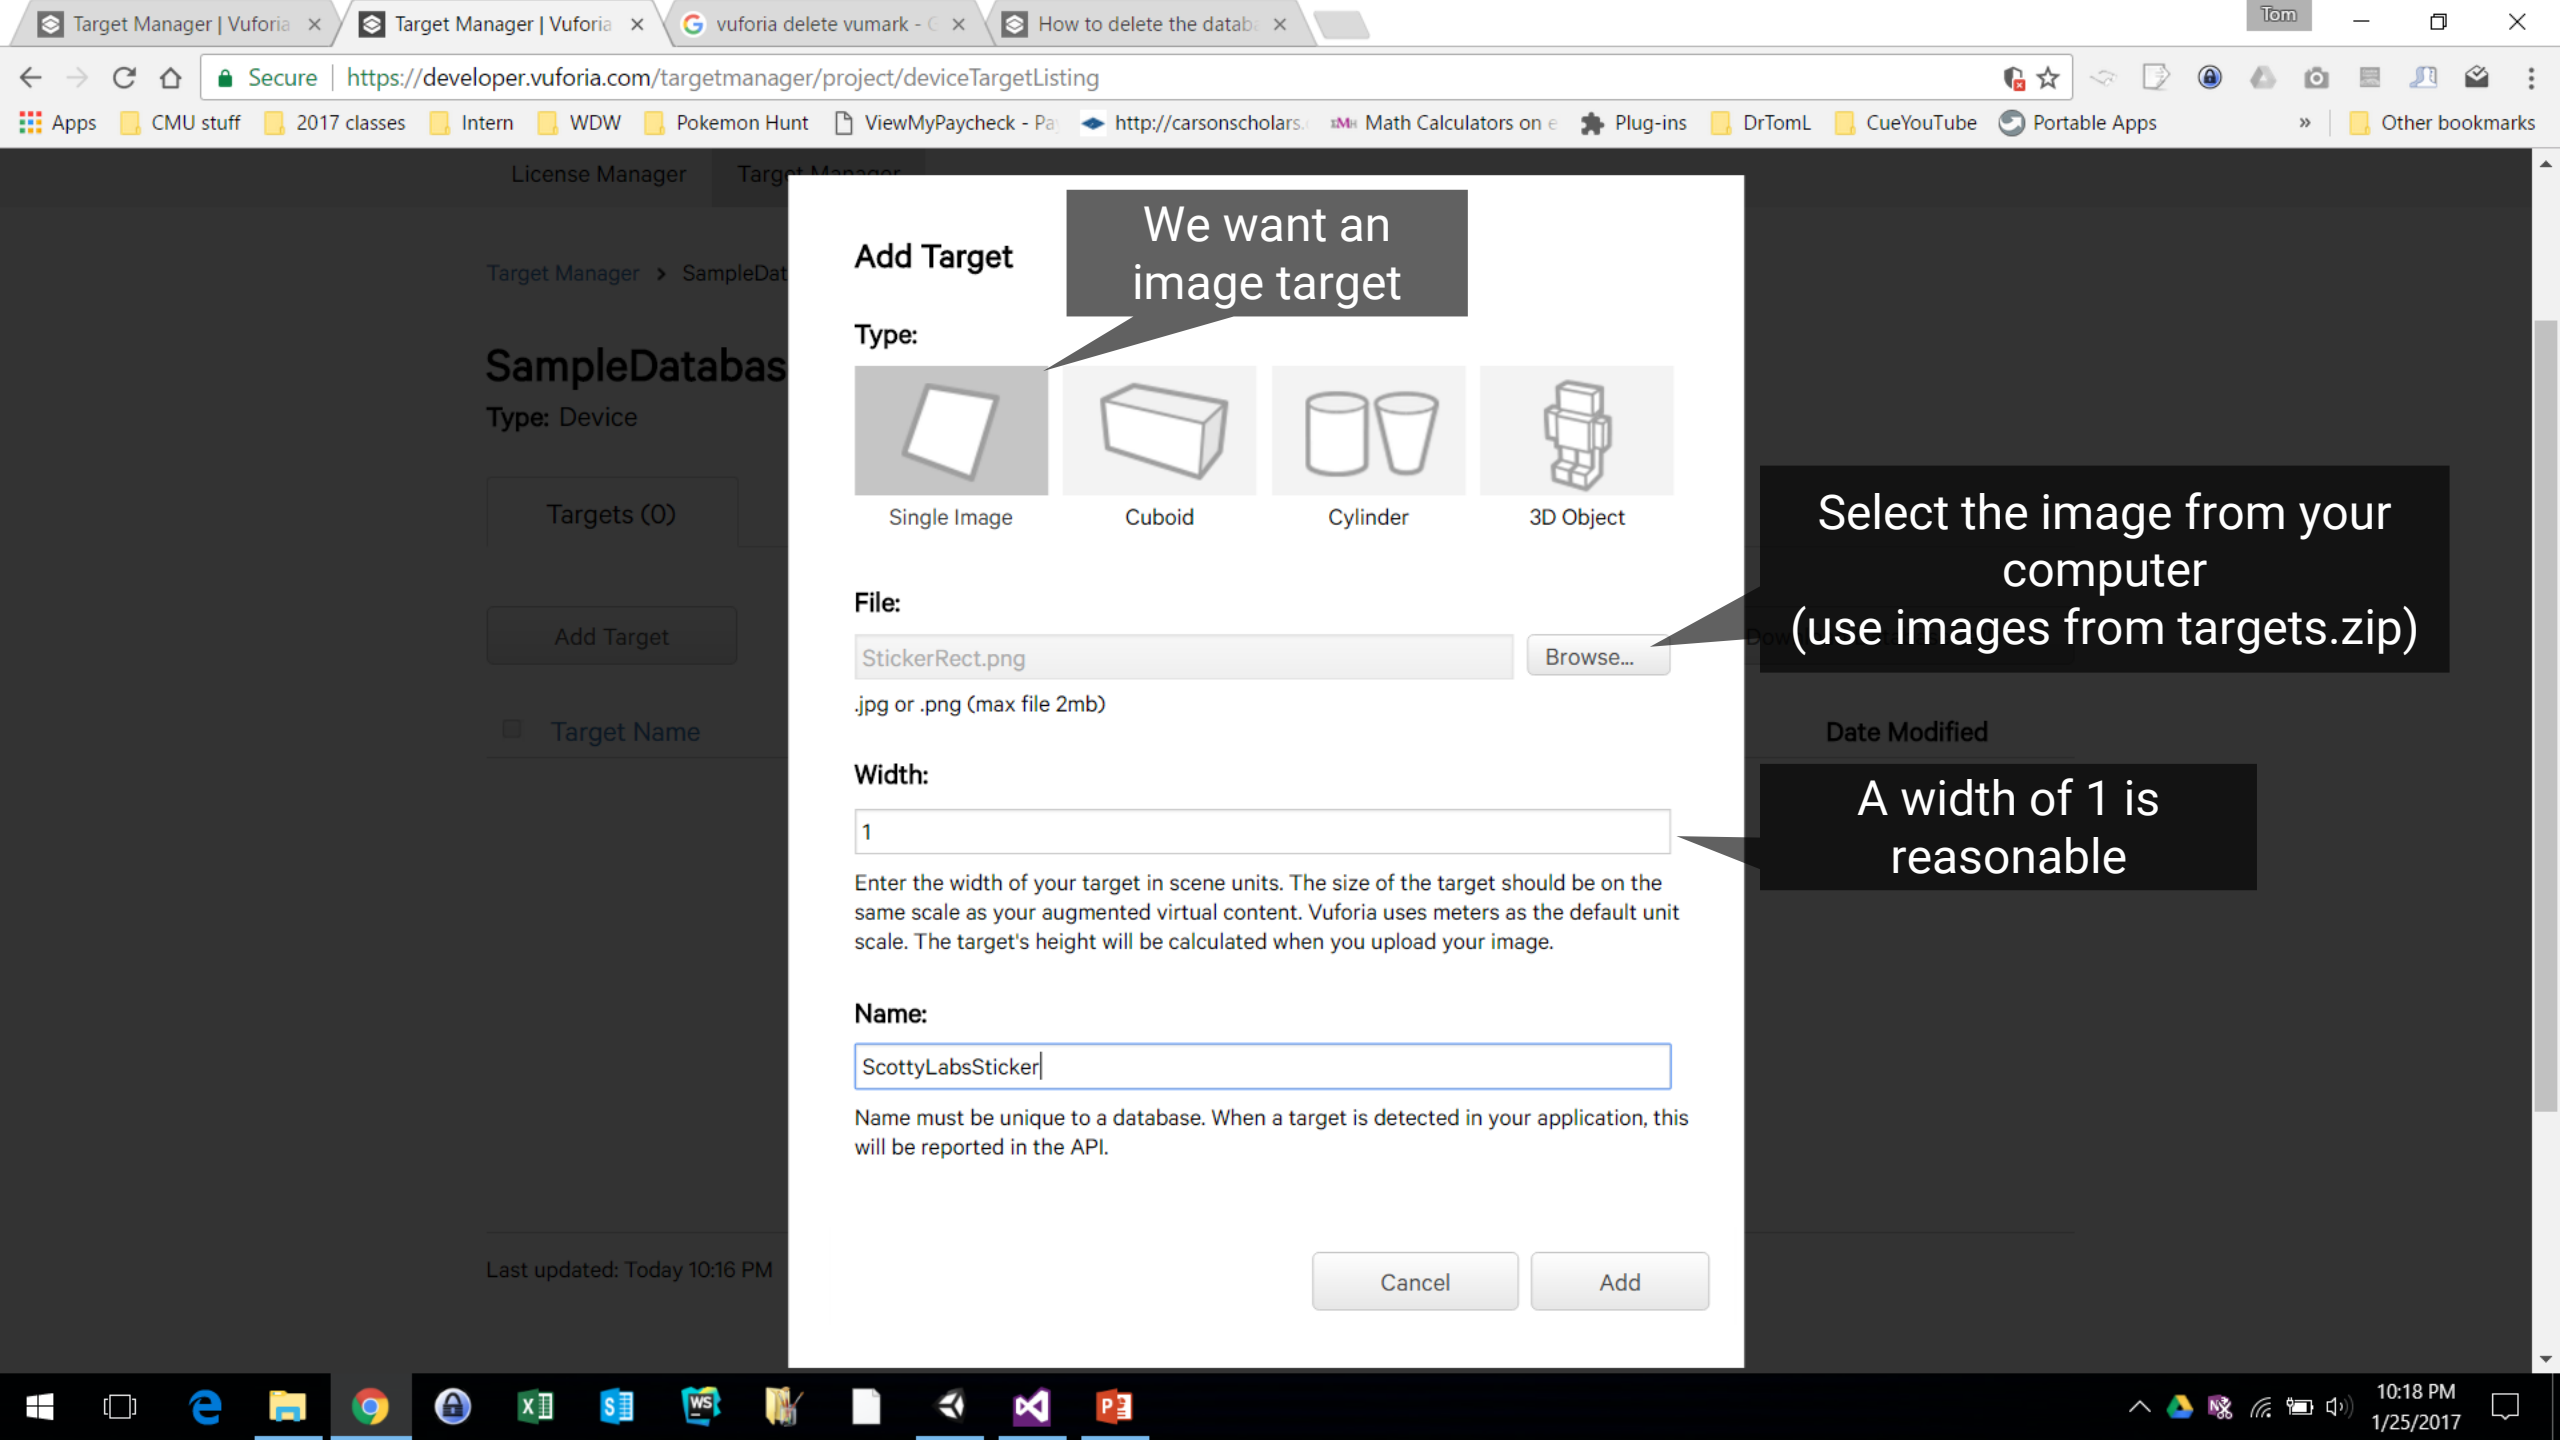 Target Manager | Vuforia
Target Manager | Vuforia
vuforia delete vumark - G
How to delete the databa
Tom
Secure
https://developer.vuforia.com/targetmanager/project/deviceTargetListing
Apps
CMU stuff
2017 classes
Intern
WDW
Pokemon Hunt
ViewMyPaycheck - Pa
http://carsonscholars.
Math Calculators on e
Plug-ins
DrTomL
CueYouTube
Portable Apps
»
Other bookmarks
License Manager
Target Manager
Target Manager > SampleDat
SampleDatabas
Type: Device
Targets (0)
Add Target
Target Name
Date Modified
Last updated: Today 10:16 PM
Add Target
We want an
image target
Type:
Single Image
Cuboid
Cylinder
3D Object
File:
StickerRect.png
Browse...
.jpg or .png (max file 2mb)
Select the image from your
computer
(use images from targets.zip)
Width:
1
A width of 1 is
reasonable
Enter the width of your target in scene units. The size of the target should be on the
same scale as your augmented virtual content. Vuforia uses meters as the default unit
scale. The target's height will be calculated when you upload your image.
Name:
ScottyLabsSticker
Name must be unique to a database. When a target is detected in your application, this
will be reported in the API.
Cancel
Add
10:18 PM
1/25/2017